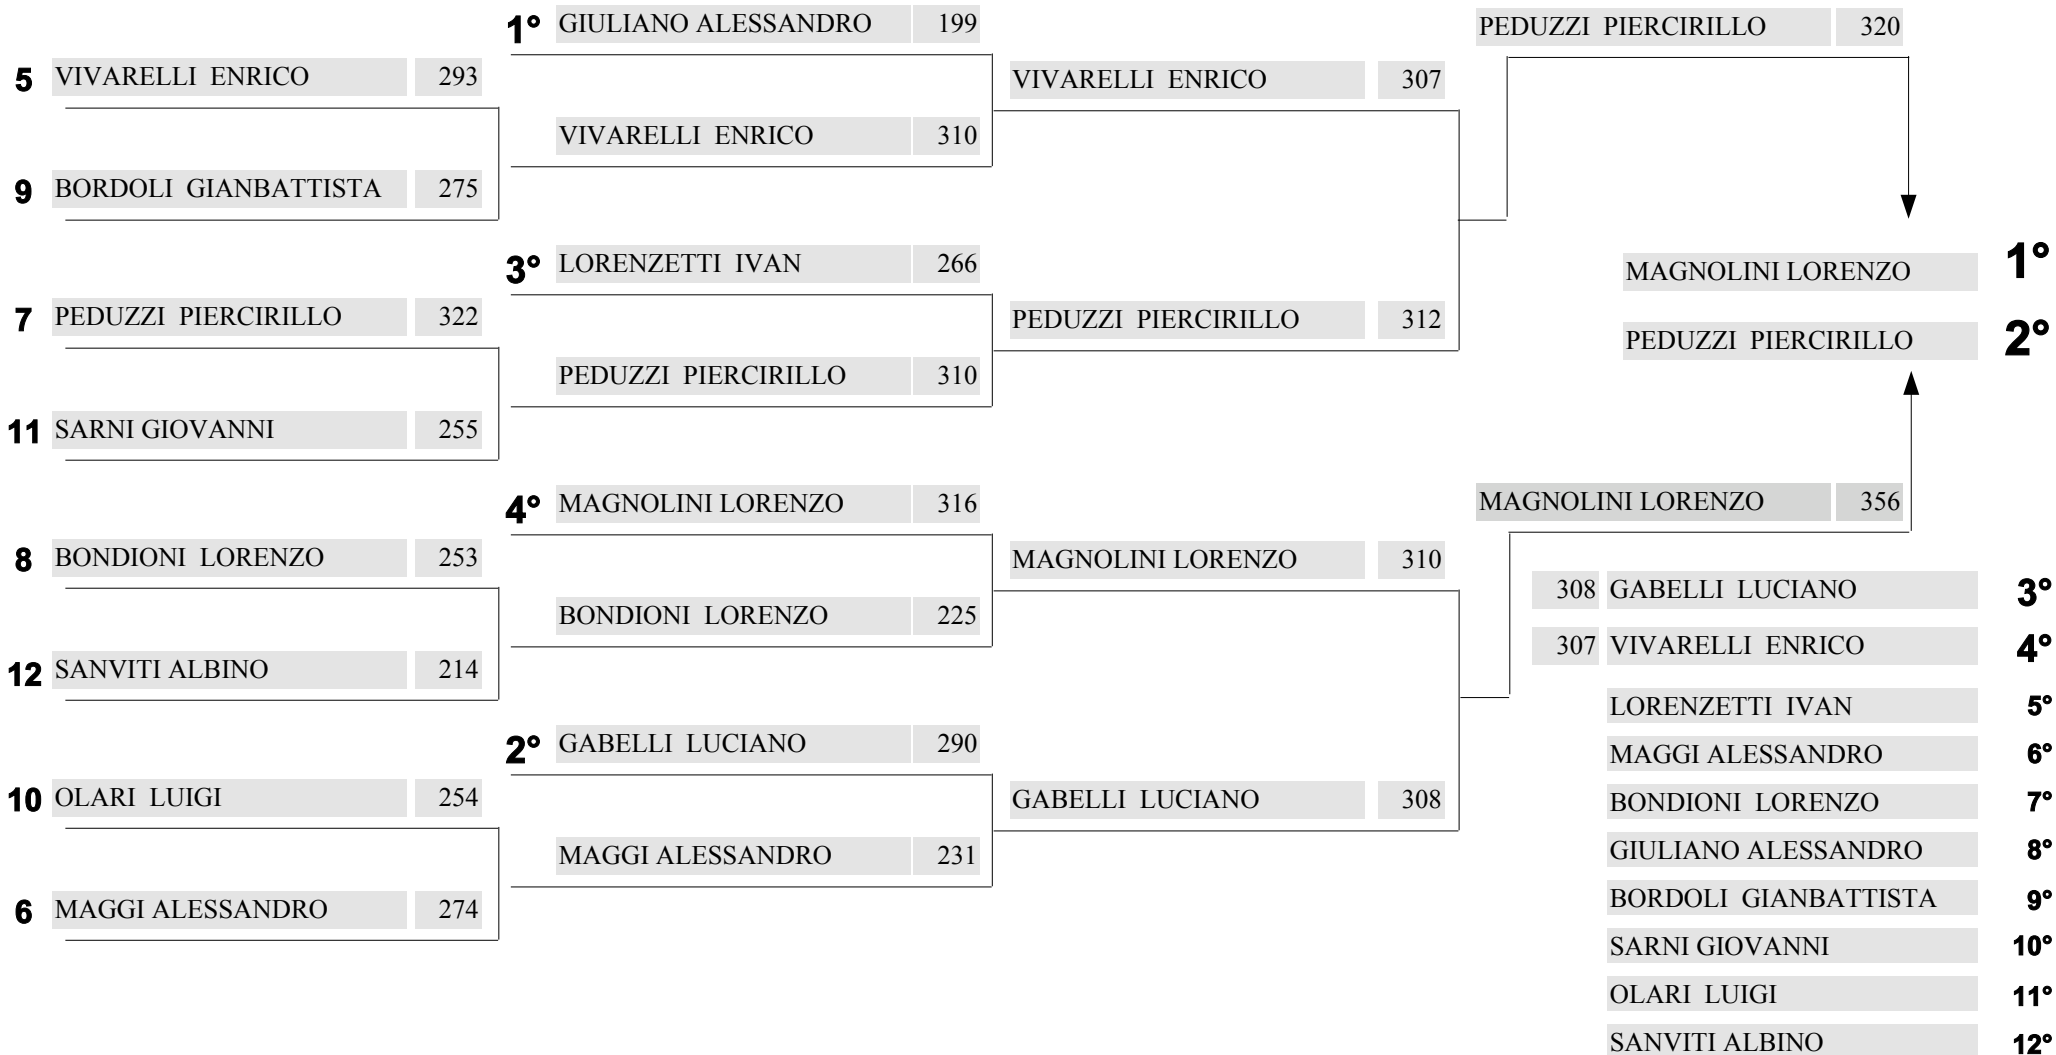 5 VIVARELLI ENRICO 293
9 BORDOLI GIANBATTISTA 275
7 PEDUZZI PIERCIRILLO 322
11 SARNI GIOVANNI 255
8 BONDIONI LORENZO 253
12 SANVITI ALBINO 214
10 OLARI LUIGI 254
6 MAGGI ALESSANDRO 274
1° GIULIANO ALESSANDRO 199
VIVARELLI ENRICO 310
3° LORENZETTI IVAN 266
PEDUZZI PIERCIRILLO 310
4° MAGNOLINI LORENZO 316
BONDIONI LORENZO 225
2° GABELLI LUCIANO 290
MAGGI ALESSANDRO 231
VIVARELLI ENRICO 307
PEDUZZI PIERCIRILLO 312
MAGNOLINI LORENZO 310
GABELLI LUCIANO 308
PEDUZZI PIERCIRILLO 320
MAGNOLINI LORENZO 356
MAGNOLINI LORENZO 1°
PEDUZZI PIERCIRILLO 2°
308 GABELLI LUCIANO 3°
307 VIVARELLI ENRICO 4°
LORENZETTI IVAN 5°
MAGGI ALESSANDRO 6°
BONDIONI LORENZO 7°
GIULIANO ALESSANDRO 8°
BORDOLI GIANBATTISTA 9°
SARNI GIOVANNI 10°
OLARI LUIGI 11°
SANVITI ALBINO 12°